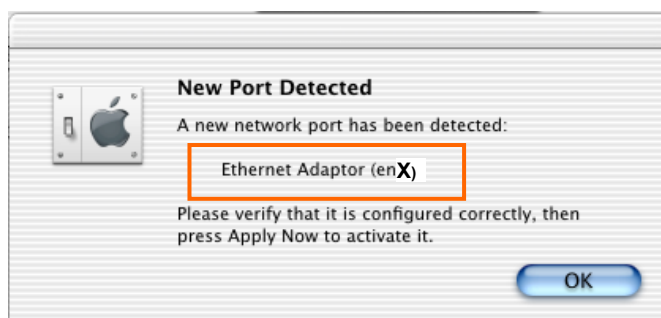 New Port Detected
A new network port has been detected:
Ethernet Adaptor (enX)
Please verify that it is configured correctly, then
press Apply Now to activate it.
OK